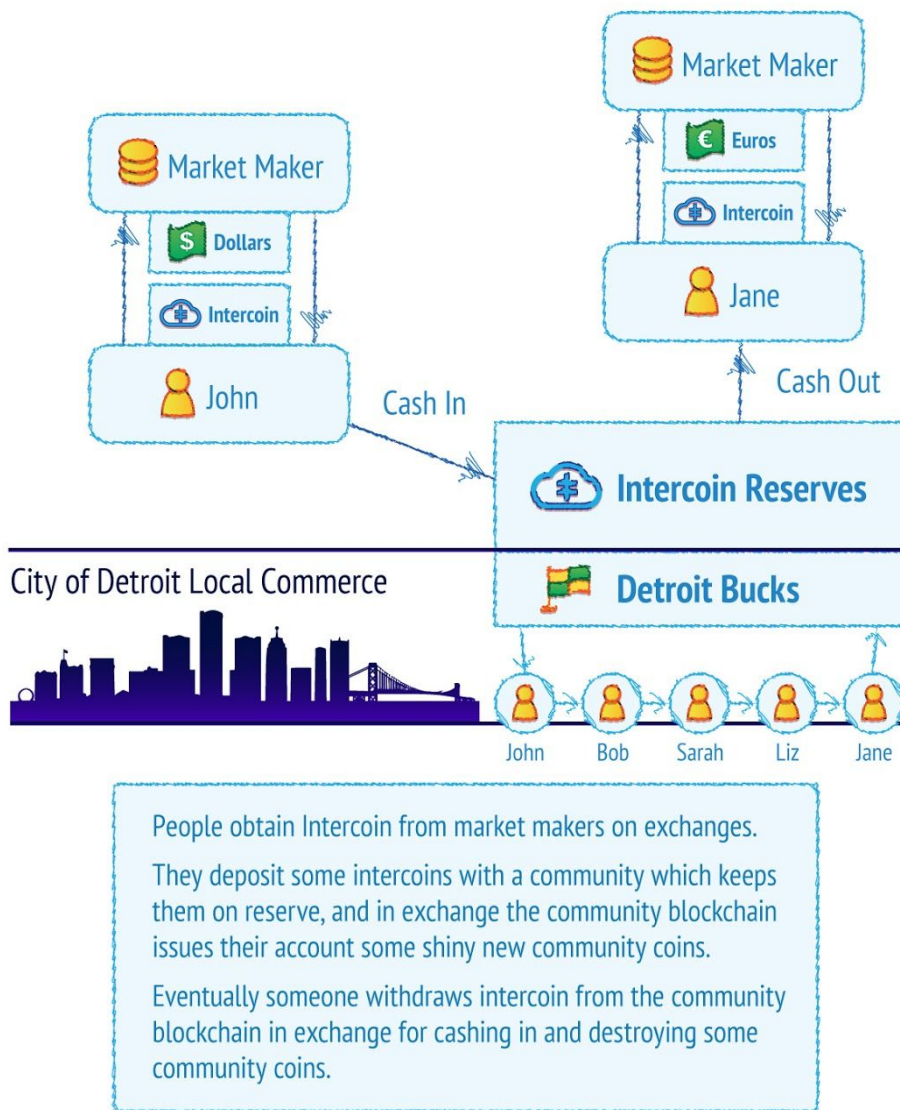 Market Maker
€ Euros
Intercoin
Jane
Cash Out
Market Maker
$ Dollars
Intercoin
John
Cash In
Intercoin Reserves
City of Detroit Local Commerce
Detroit Bucks
John
Bob
Sarah
Liz
Jane
People obtain Intercoin from market makers on exchanges.
They deposit some intercoins with a community which keeps
them on reserve, and in exchange the community blockchain
issues their account some shiny new community coins.
Eventually someone withdraws intercoin from the community
blockchain in exchange for cashing in and destroying some
community coins.